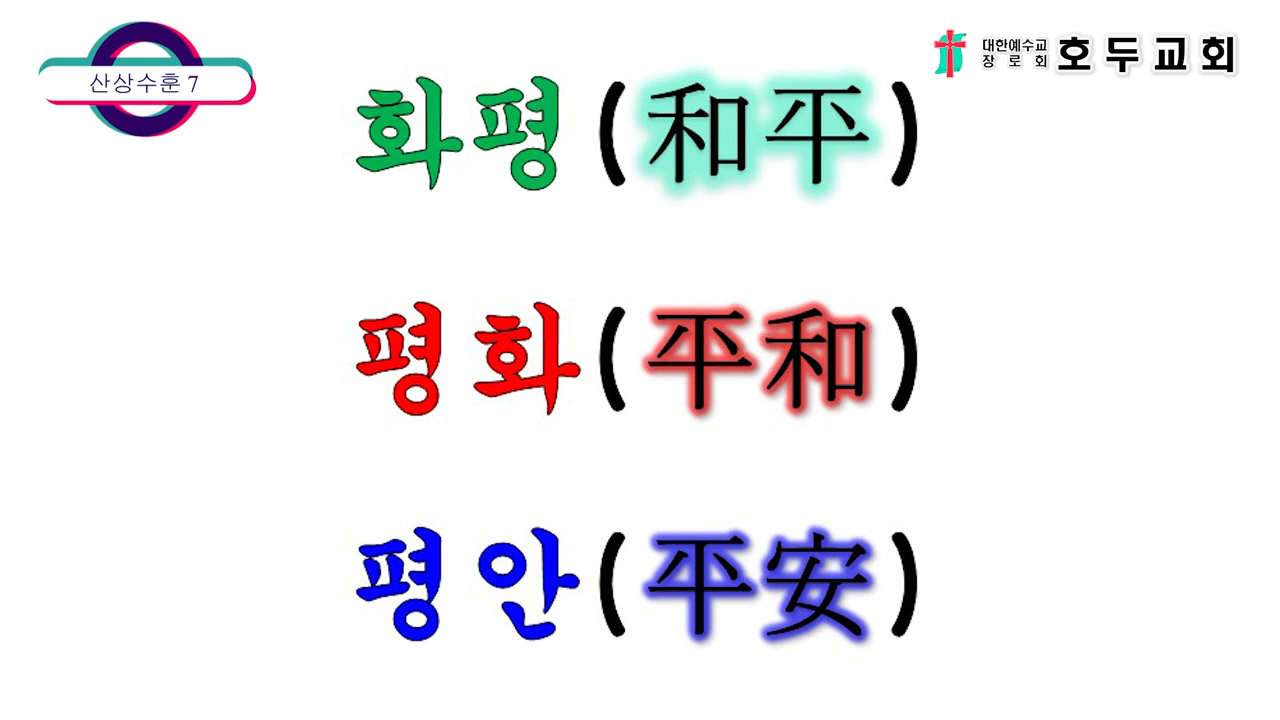 산상수훈 7
대한예수교
장로회
호두교회
화평(和平)
평화(平和)
평안(平安)